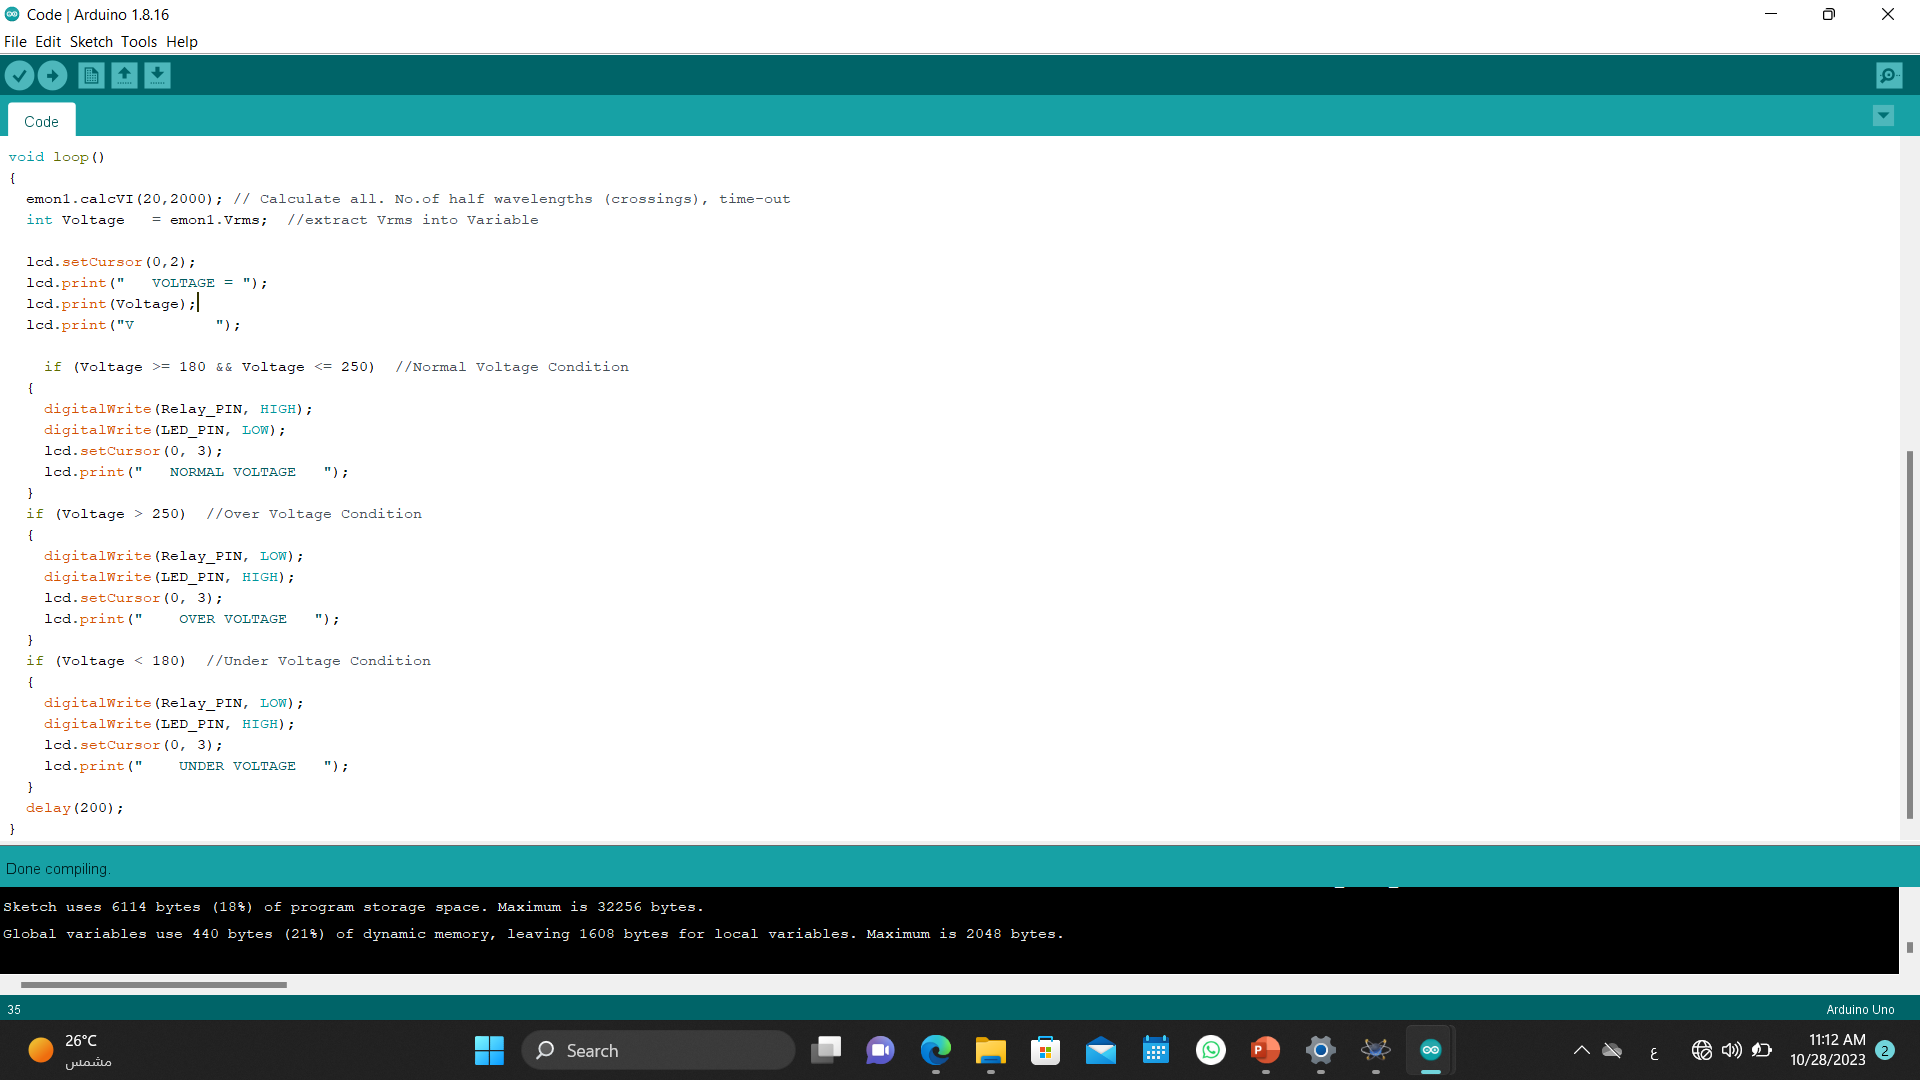 Code | Arduino 1.8.16
File Edit Sketch Tools Help
Code
void loop()
{
  emon1.calcVI(20,2000); // Calculate all. No.of half wavelengths (crossings), time-out
  int Voltage   = emon1.Vrms;  //extract Vrms into Variable
  lcd.setCursor(0,2);
  lcd.print("   VOLTAGE = ");
  lcd.print(Voltage);
  lcd.print("V         ");
    if (Voltage >= 180 && Voltage <= 250)  //Normal Voltage Condition
  {
    digitalWrite(Relay_PIN, HIGH);
    digitalWrite(LED_PIN, LOW);
    lcd.setCursor(0, 3);
    lcd.print("   NORMAL VOLTAGE   ");
  }
  if (Voltage > 250)  //Over Voltage Condition
  {
    digitalWrite(Relay_PIN, LOW);
    digitalWrite(LED_PIN, HIGH);
    lcd.setCursor(0, 3);
    lcd.print("    OVER VOLTAGE   ");
  }
  if (Voltage < 180)  //Under Voltage Condition
  {
    digitalWrite(Relay_PIN, LOW);
    digitalWrite(LED_PIN, HIGH);
    lcd.setCursor(0, 3);
    lcd.print("    UNDER VOLTAGE   ");
  }
  delay(200);
}
Done compiling.
Sketch uses 6114 bytes (18%) of program storage space. Maximum is 32256 bytes.
Global variables use 440 bytes (21%) of dynamic memory, leaving 1608 bytes for local variables. Maximum is 2048 bytes.
35
Arduino Uno
26°C
مشمس
Search
ع
11:12 AM
10/28/2023
2